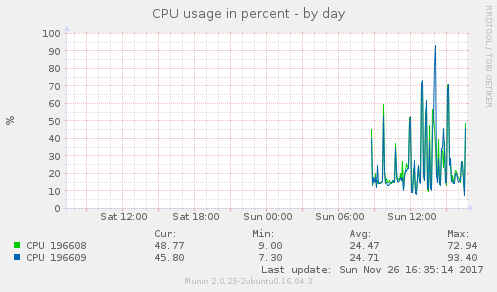 CPU usage in percent - by day
RRDTOOL / TOBI OETIKER
%
100
90
80
70
60
50
40
30
20
10
0
Sat 12:00 Sat 18:00 Sun 00:00 Sun 06:00 Sun 12:00
Cur: Min: Avg: Max:
CPU 196608 48.77 9.00 24.47 72.94
CPU 196609 45.80 7.30 24.71 93.40
Last update: Sun Nov 26 16:35:14 2017
Munin 2.0.25-2ubuntu0.16.04.3